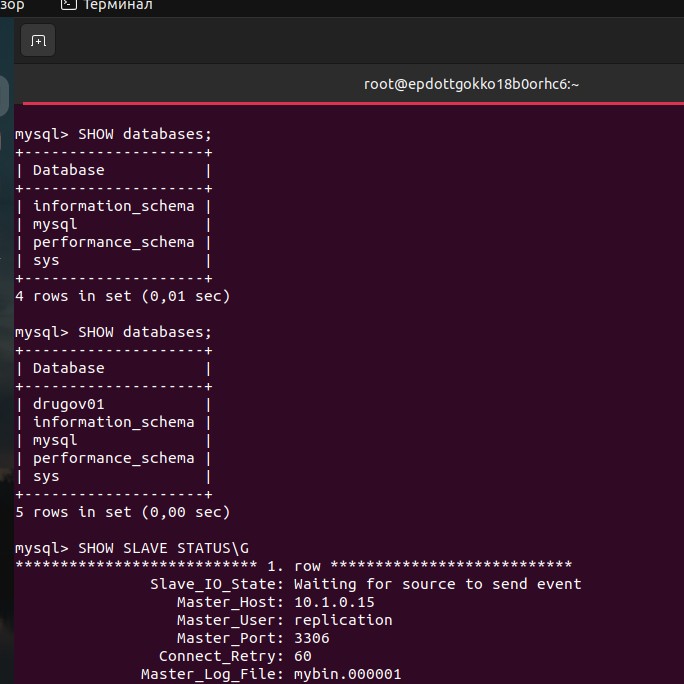 зор Терминал
root@epdottgokko18b0orhc6:~
mysql> SHOW databases;
+--------------------+
| Database           |
+--------------------+
| information_schema |
| mysql              |
| performance_schema |
| sys                |
+--------------------+
4 rows in set (0,01 sec)
mysql> SHOW databases;
+--------------------+
| Database           |
+--------------------+
| drugov01           |
| information_schema |
| mysql              |
| performance_schema |
| sys                |
+--------------------+
5 rows in set (0,00 sec)
mysql> SHOW SLAVE STATUS\G
*************************** 1. row ***************************
Slave_IO_State: Waiting for source to send event
Master_Host: 10.1.0.15
Master_User: replication
Master_Port: 3306
Connect_Retry: 60
Master_Log_File: mybin.000001